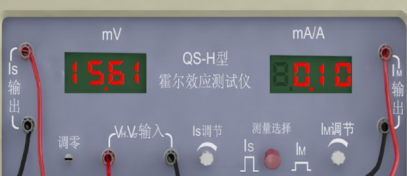 mV
mA/A
QS-H型
霍尔效应测试仪
15.61
0.10
IS
输
出
IM
输
出
调零
VH.Vσ输入
IS调节
测量选择
IS
IM
IM调节